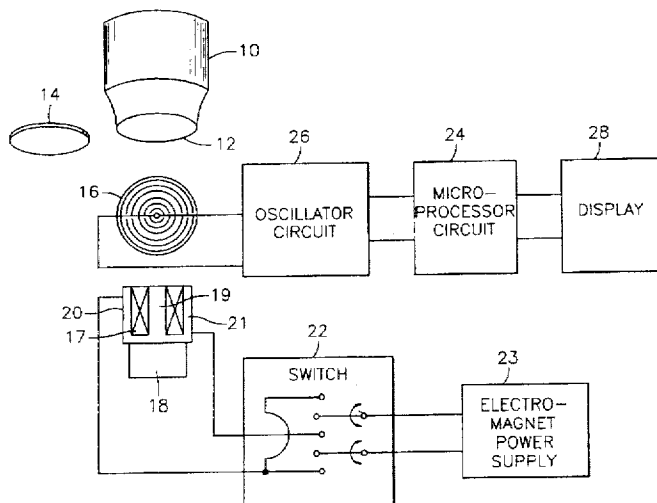 10
14
12
26
24
28
16
OSCILLATOR
CIRCUIT
MICRO-
PROCESSOR
CIRCUIT
DISPLAY
20
19
17
21
18
22
SWITCH
23
ELECTRO-
MAGNET
POWER
SUPPLY